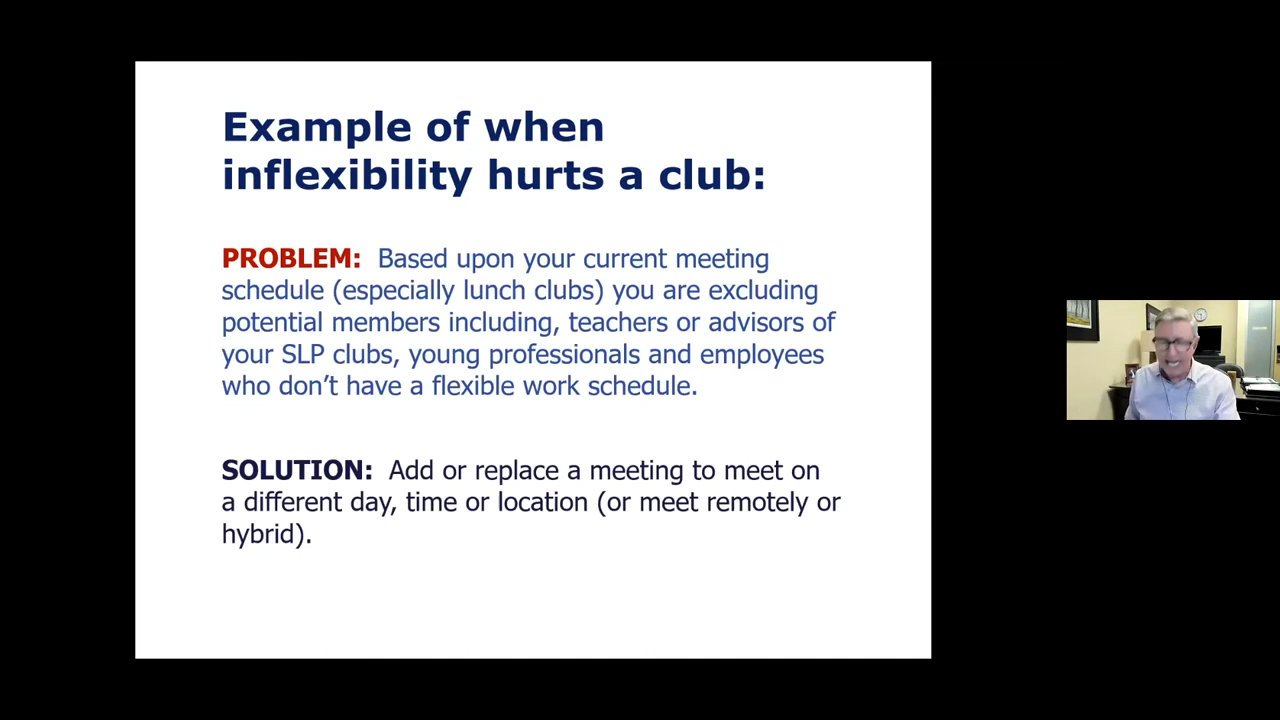 Example of when
inflexibility hurts a club:
PROBLEM: Based upon your current meeting
schedule (especially lunch clubs) you are excluding
potential members including, teachers or advisors of
your SLP clubs, young professionals and employees
who don’t have a flexible work schedule.
SOLUTION: Add or replace a meeting to meet on
a different day, time or location (or meet remotely or
hybrid).